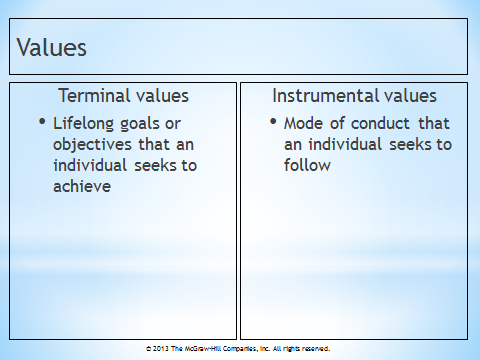 Values
Terminal values
• Lifelong goals or
objectives that an
individual seeks to
achieve
Instrumental values
• Mode of conduct that
an individual seeks to
follow
© 2013 The McGraw-Hill Companies, Inc. All rights reserved.